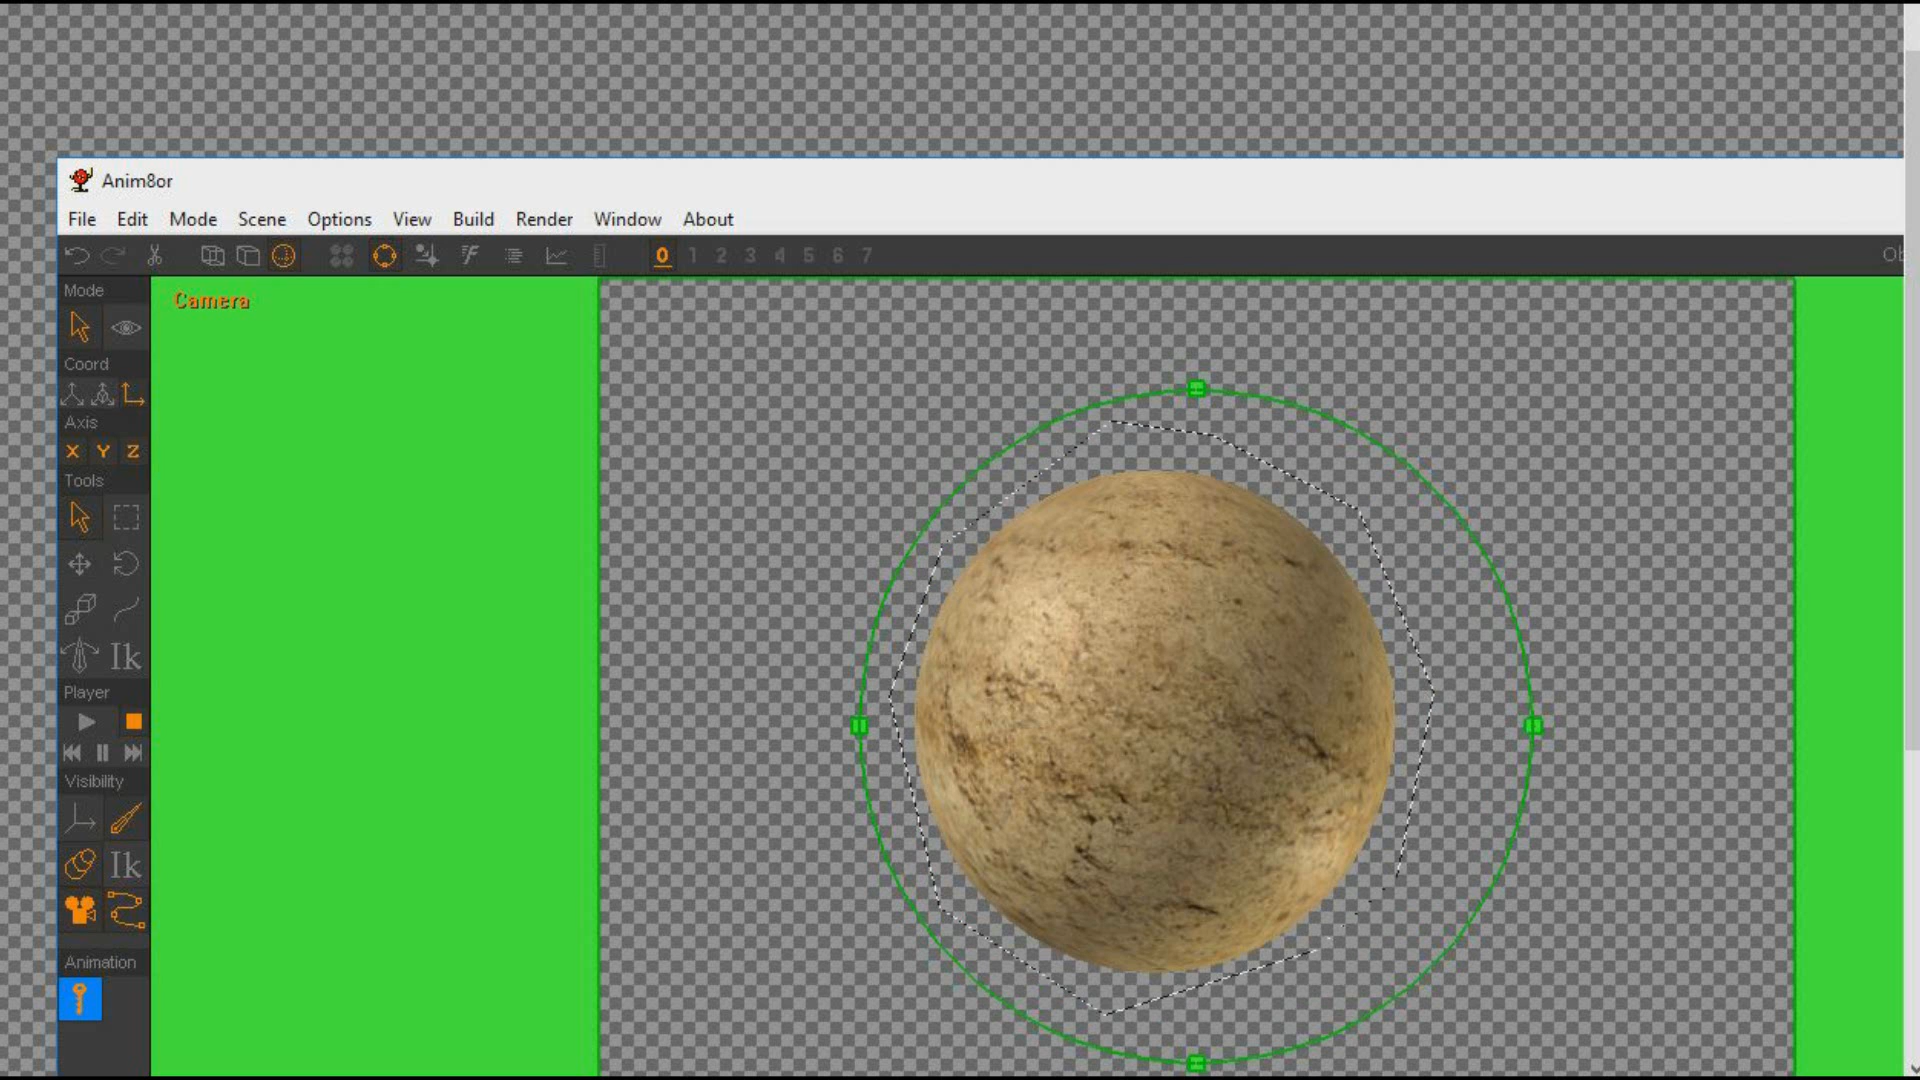 Anim8or
File Edit Mode Scene Options View Build Render Window About
0 1 2 3 4 5 6 7
Mode
Camera
Coord
Axis
X Y Z
Tools
Ik
Player
Visibility
Ik
Animation